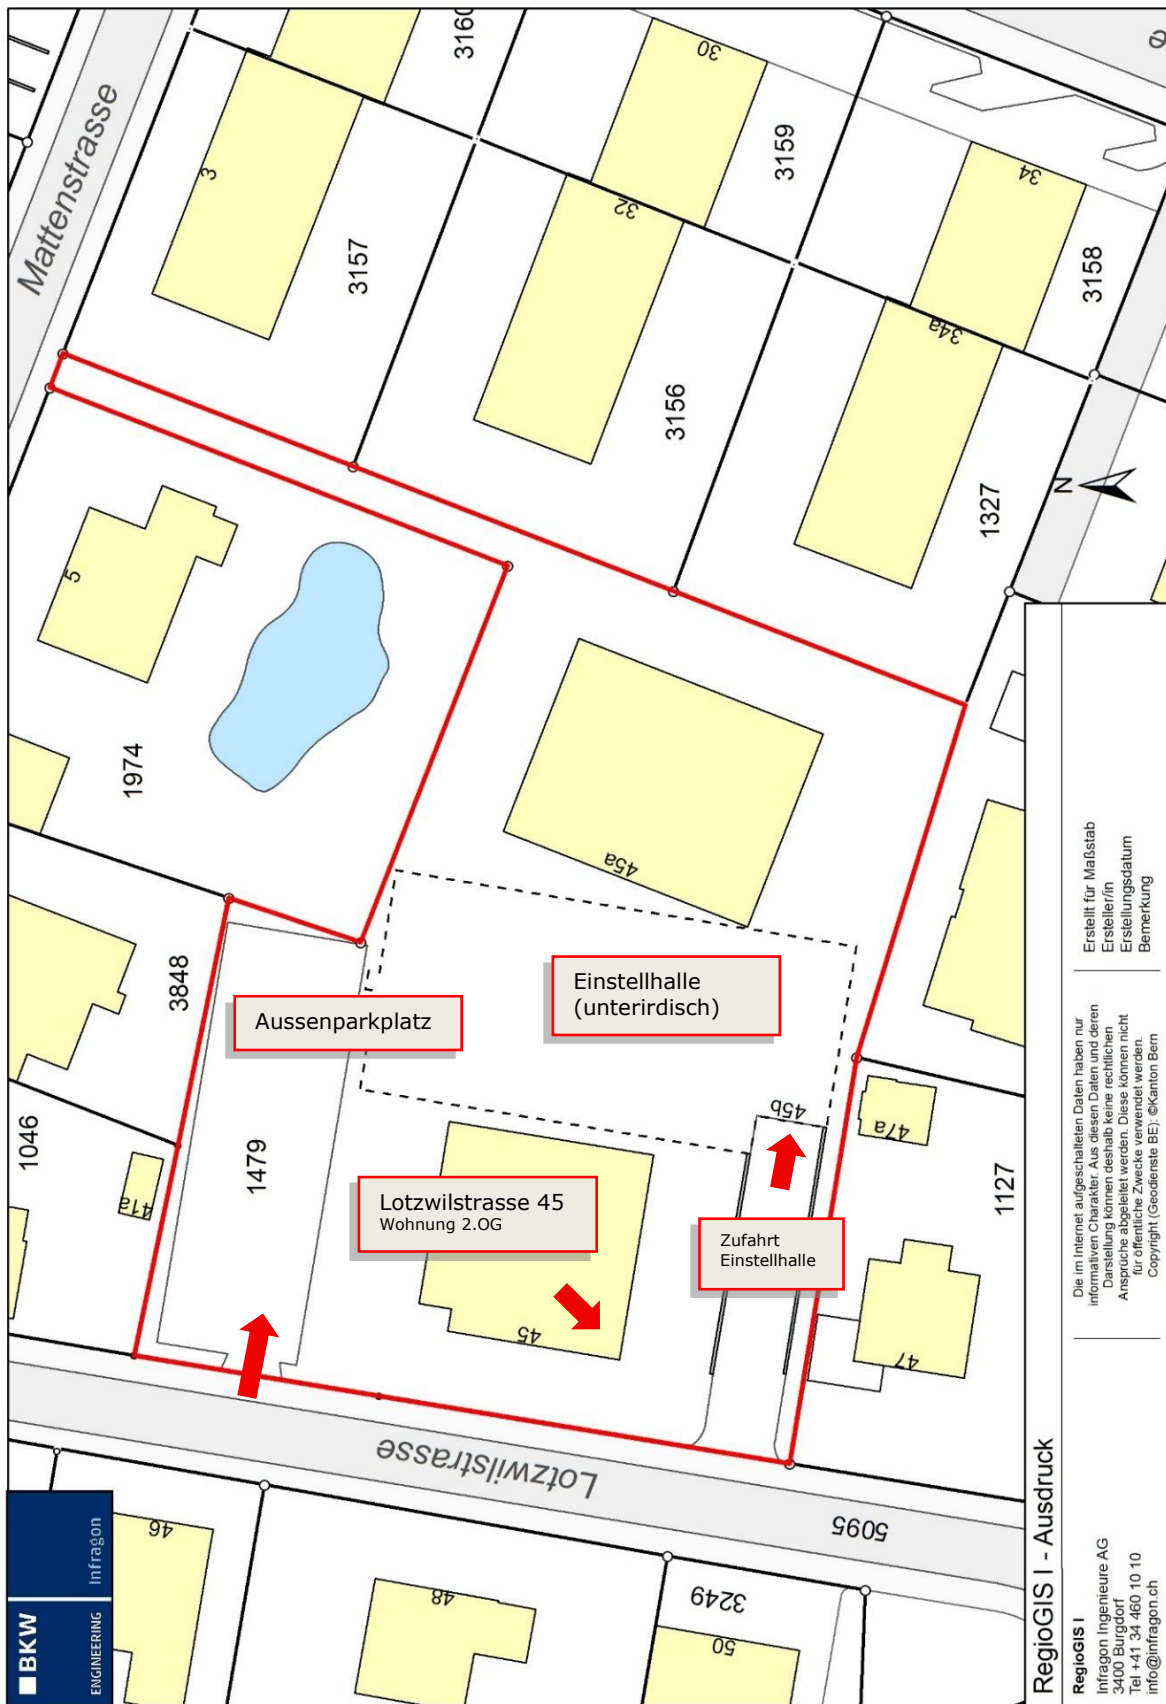 Mattenstrasse
3160
30
3
3159
32
34
3157
3158
34a
3156
1327
N
5
1974
45a
3848
Aussenparkplatz
Einstellhalle
(unterirdisch)
1046
41a
1479
45b
47a
1127
Lotzwilstrasse 45
Wohnung 2.OG
Zufahrt
Einstellhalle
45
47
Lotzwilstrasse
5095
46
48
3249
50
BKW
ENGINEERING
Infragon
RegioGIS I - Ausdruck
RegioGIS I
Infragon Ingenieure AG
3400 Burgdorf
Tel +41 34 460 10 10
info@infragon.ch
Die im Internet aufgeschalteten Daten haben nur
informativen Charakter. Aus diesen Daten und deren
Darstellung können deshalb keine rechtlichen
Ansprüche abgeleitet werden. Diese können nicht
für öffentliche Zwecke verwendet werden.
Copyright (Geodienste BE): ©Kanton Bern
Erstellt für Maßstab
Ersteller/in
Erstellungsdatum
Bemerkung